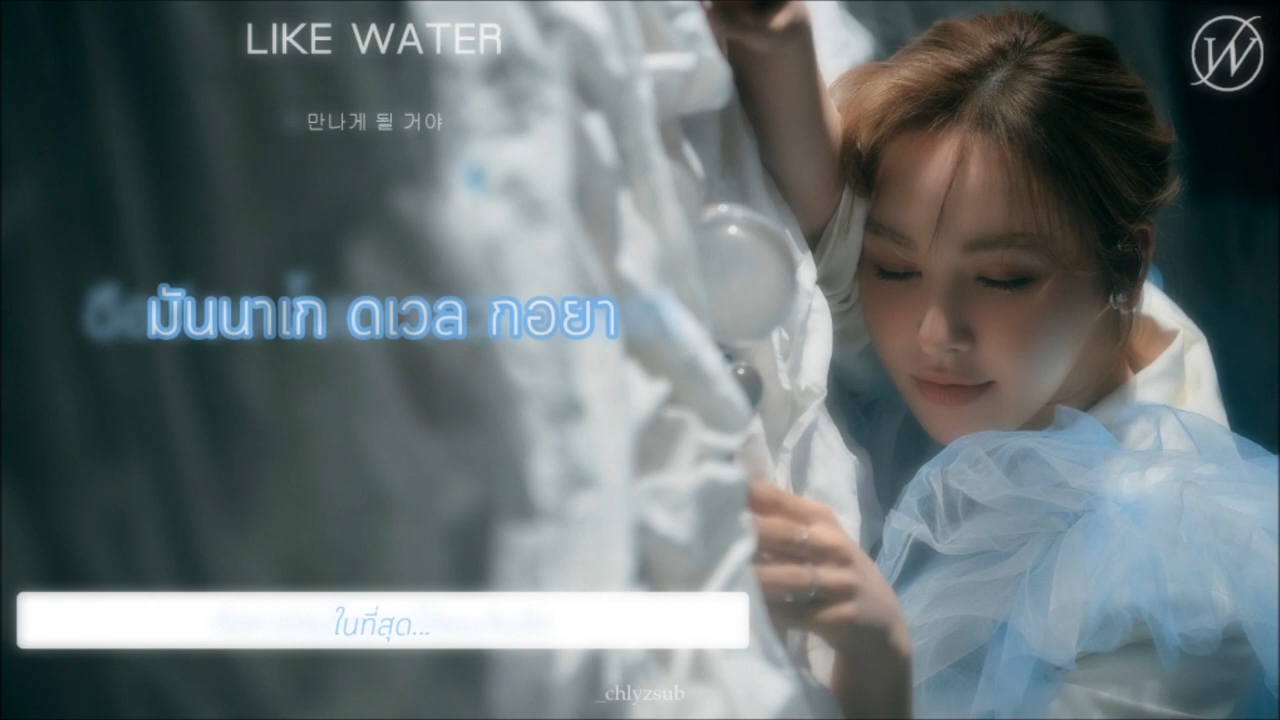 LIKE WATER
W
만나게 될 거야
มันนาเก ดเวล กอยา
ในที่สุด...
_chlyzsub